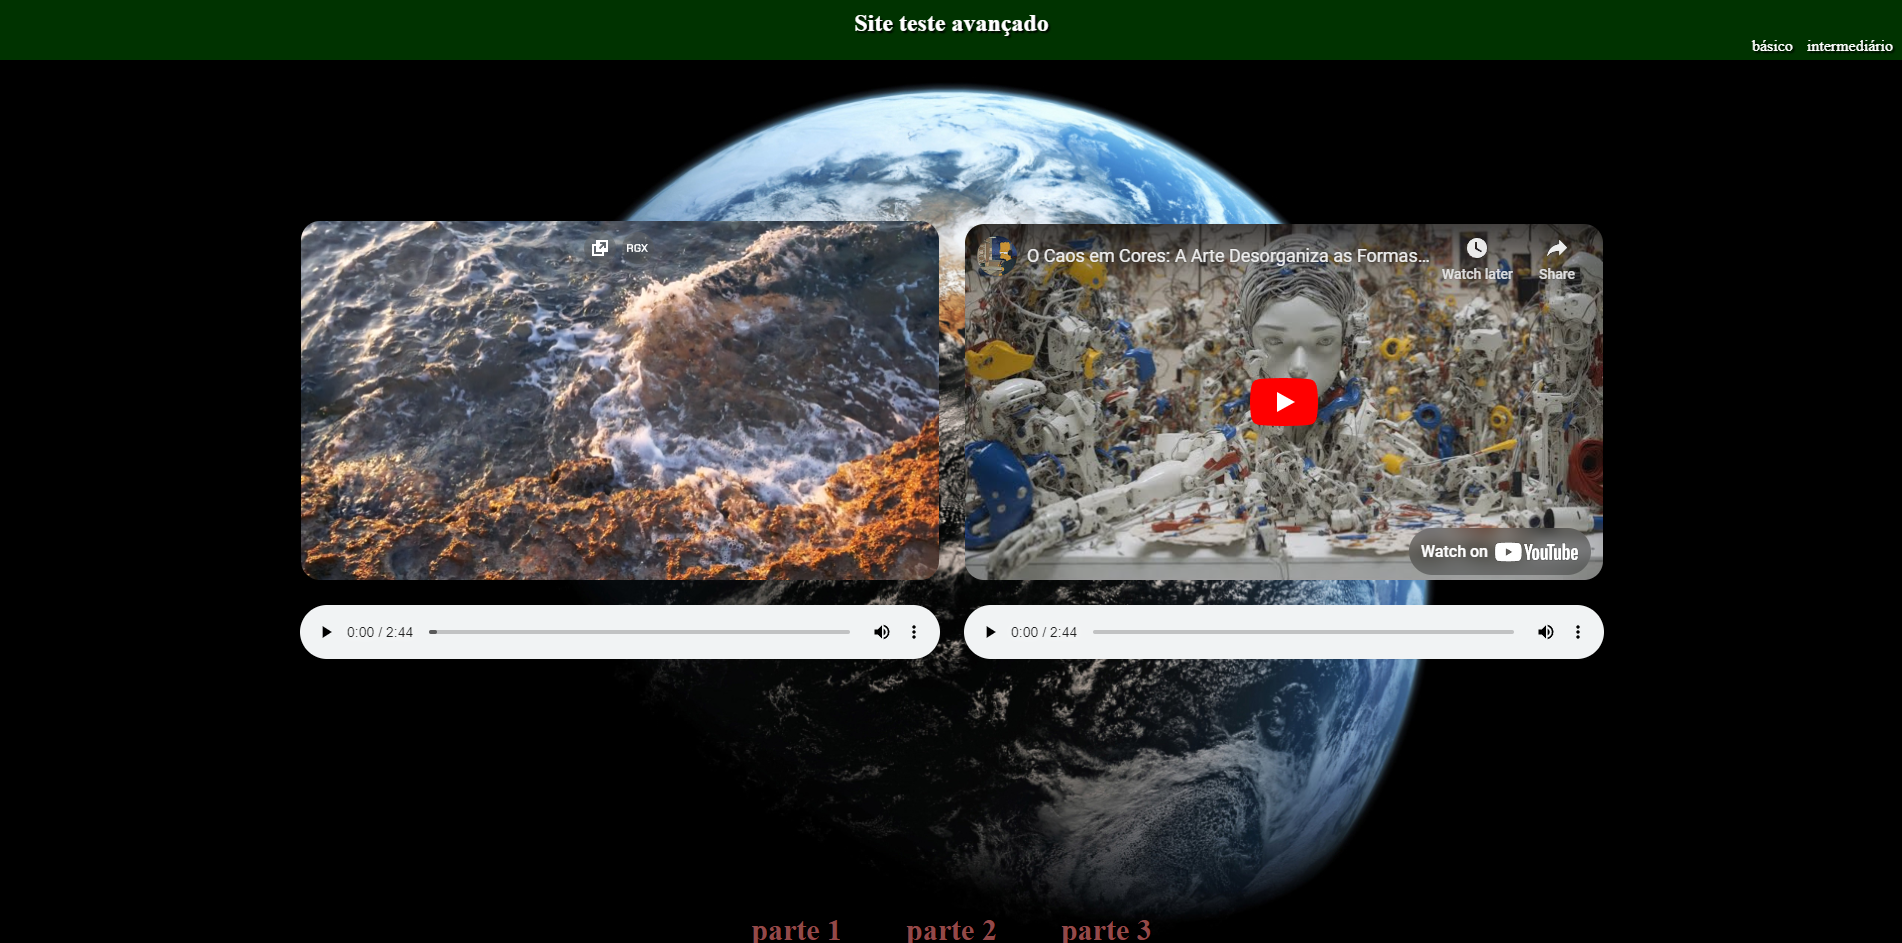 Site teste avançado
básico intermediário
RGX
O Caos em Cores: A Arte Desorganiza as Formas...
Watch later Share
Watch on YouTube
0:00 / 2:44
0:00 / 2:44
parte 1 parte 2 parte 3